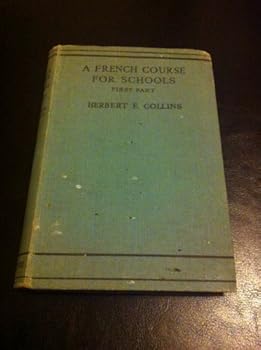 A FRENCH COURSE
FOR SCHOOLS
FIRST PART
HERBERT F. COLLINS